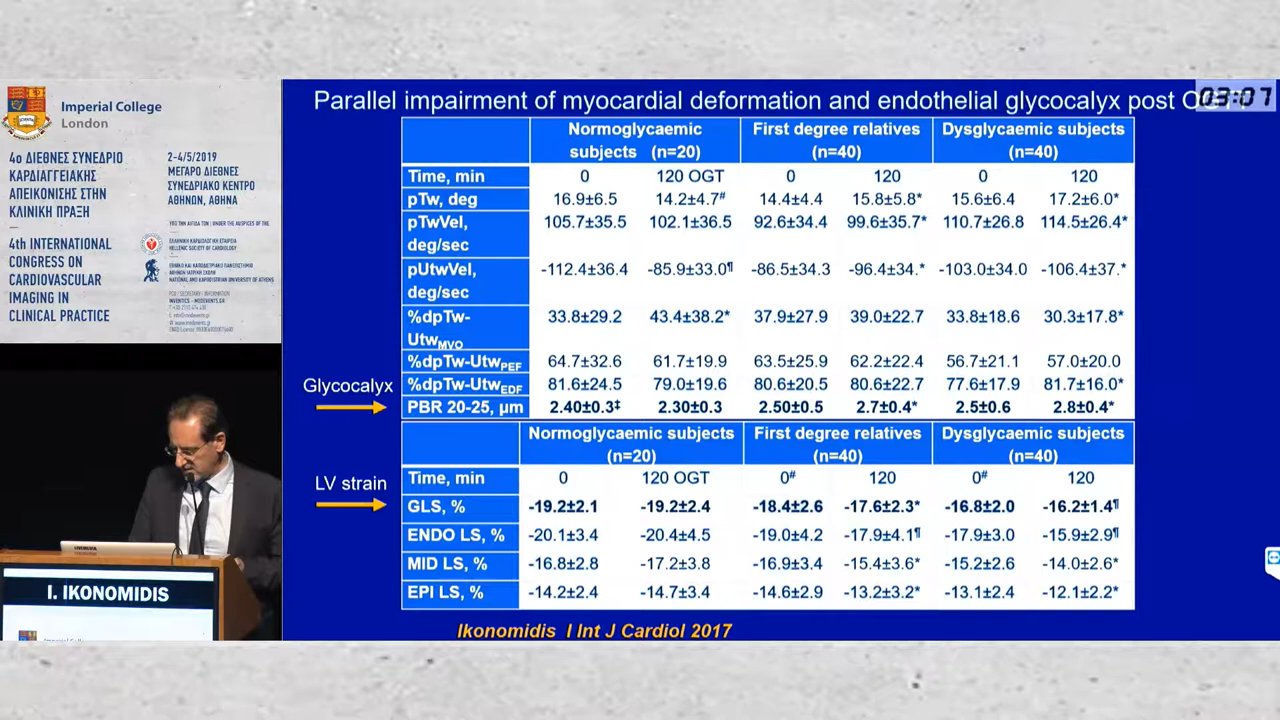 Imperial College
London
4ο ΔΙΕΘΝΕΣ ΣΥΝΕΔΡΙΟ
ΚΑΡΔΙΑΓΓΕΙΑΚΗΣ
ΑΠΕΙΚΟΝΙΣΗΣ ΣΤΗΝ
ΚΛΙΝΙΚΗ ΠΡΑΞΗ
2-4/5/2019
ΜΕΓΑΡΟ ΔΙΕΘΝΕΣ
ΣΥΝΕΔΡΙΑΚΟ ΚΕΝΤΡΟ
ΑΘΗΝΩΝ, ΑΘΗΝΑ
4th INTERNATIONAL
CONGRESS ON
CARDIOVASCULAR
IMAGING IN
CLINICAL PRACTICE
ΕΛΛΗΝΙΚΗ ΚΑΡΔΙΟΛΟΓΙΚΗ ΕΤΑΙΡΕΙΑ
HELLENIC SOCIETY OF CARDIOLOGY
NATIONAL AND KAPODISTRIAN UNIVERSITY OF ATHENS
I. IKONOMIDIS
Parallel impairment of myocardial deformation and endothelial glycocalyx post
03:07
Normoglycaemic subjects (n=20) First degree relatives (n=40) Dysglycaemic subjects (n=40)
Time, min 0 120 OGT 0 120 0 120
pTw, deg 16.9±6.5 14.2±4.7# 14.4±4.4 15.8±5.8* 15.6±6.4 17.2±6.0*
pTwVel, deg/sec 105.7±35.5 102.1±36.5 92.6±34.4 99.6±35.7* 110.7±26.8 114.5±26.4*
pUtwVel, deg/sec -112.4±36.4 -85.9±33.0¶ -86.5±34.3 -96.4±34.* -103.0±34.0 -106.4±37.*
%dpTw-UtwMVO 33.8±29.2 43.4±38.2* 37.9±27.9 39.0±22.7 33.8±18.6 30.3±17.8*
%dpTw-UtwPEF 64.7±32.6 61.7±19.9 63.5±25.9 62.2±22.4 56.7±21.1 57.0±20.0
%dpTw-UtwEDF 81.6±24.5 79.0±19.6 80.6±20.5 80.6±22.7 77.6±17.9 81.7±16.0*
Glycocalyx
PBR 20-25, μm 2.40±0.3‡ 2.30±0.3 2.50±0.5 2.7±0.4* 2.5±0.6 2.8±0.4*
Normoglycaemic subjects (n=20) First degree relatives (n=40) Dysglycaemic subjects (n=40)
Time, min 0 120 OGT 0# 120 0# 120
LV strain
GLS, % -19.2±2.1 -19.2±2.4 -18.4±2.6 -17.6±2.3* -16.8±2.0 -16.2±1.4¶
ENDO LS, % -20.1±3.4 -20.4±4.5 -19.0±4.2 -17.9±4.1¶ -17.9±3.0 -15.9±2.9¶
MID LS, % -16.8±2.8 -17.2±3.8 -16.9±3.4 -15.4±3.6* -15.2±2.6 -14.0±2.6*
EPI LS, % -14.2±2.4 -14.7±3.4 -14.6±2.9 -13.2±3.2* -13.1±2.4 -12.1±2.2*
Ikonomidis I Int J Cardiol 2017